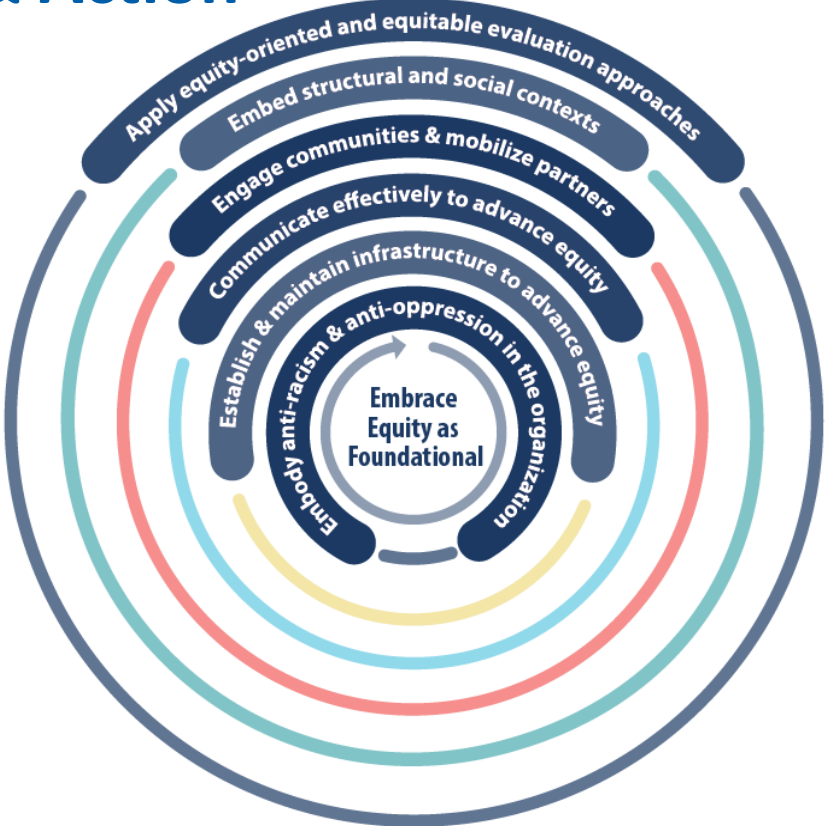 & Action
Apply equity-oriented and equitable evaluation approaches
Embed structural and social contexts
Engage communities & mobilize partners
Communicate effectively to advance equity
Establish & maintain infrastructure to advance equity
Embody anti-racism & anti-oppression in the organization
Embrace
Equity as
Foundational